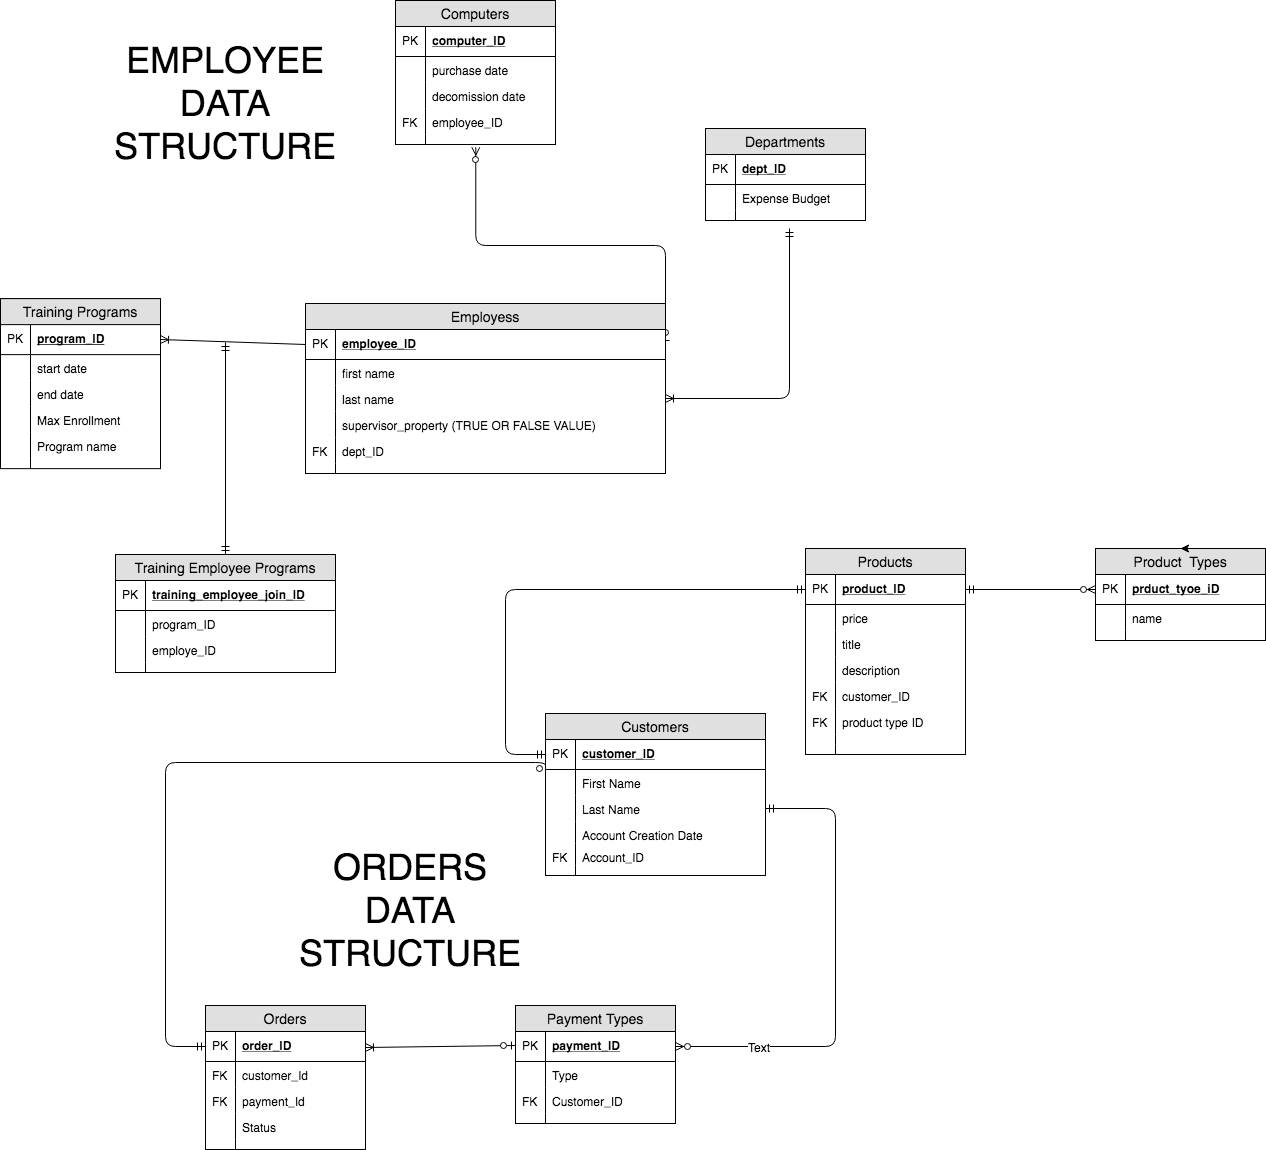 EMPLOYEE
DATA
STRUCTURE
Computers
PK computer_ID
purchase date
decomission date
FK employee_ID
Departments
PK dept_ID
Expense Budget
Training Programs
PK program_ID
start date
end date
Max Enrollment
Program name
Employess
PK employee_ID
first name
last name
supervisor_property (TRUE OR FALSE VALUE)
FK dept_ID
Training Employee Programs
PK training_employee_join_ID
program_ID
employe_ID
Products
PK product_ID
price
title
description
FK customer_ID
FK product type ID
Product Types
PK prduct_tyoe_iD
name
Customers
PK customer_ID
First Name
Last Name
Account Creation Date
FK Account_ID
ORDERS
DATA
STRUCTURE
Orders
PK order_ID
FK customer_Id
FK payment_Id
Status
Payment Types
PK payment_ID
Type
FK Customer_ID
Text